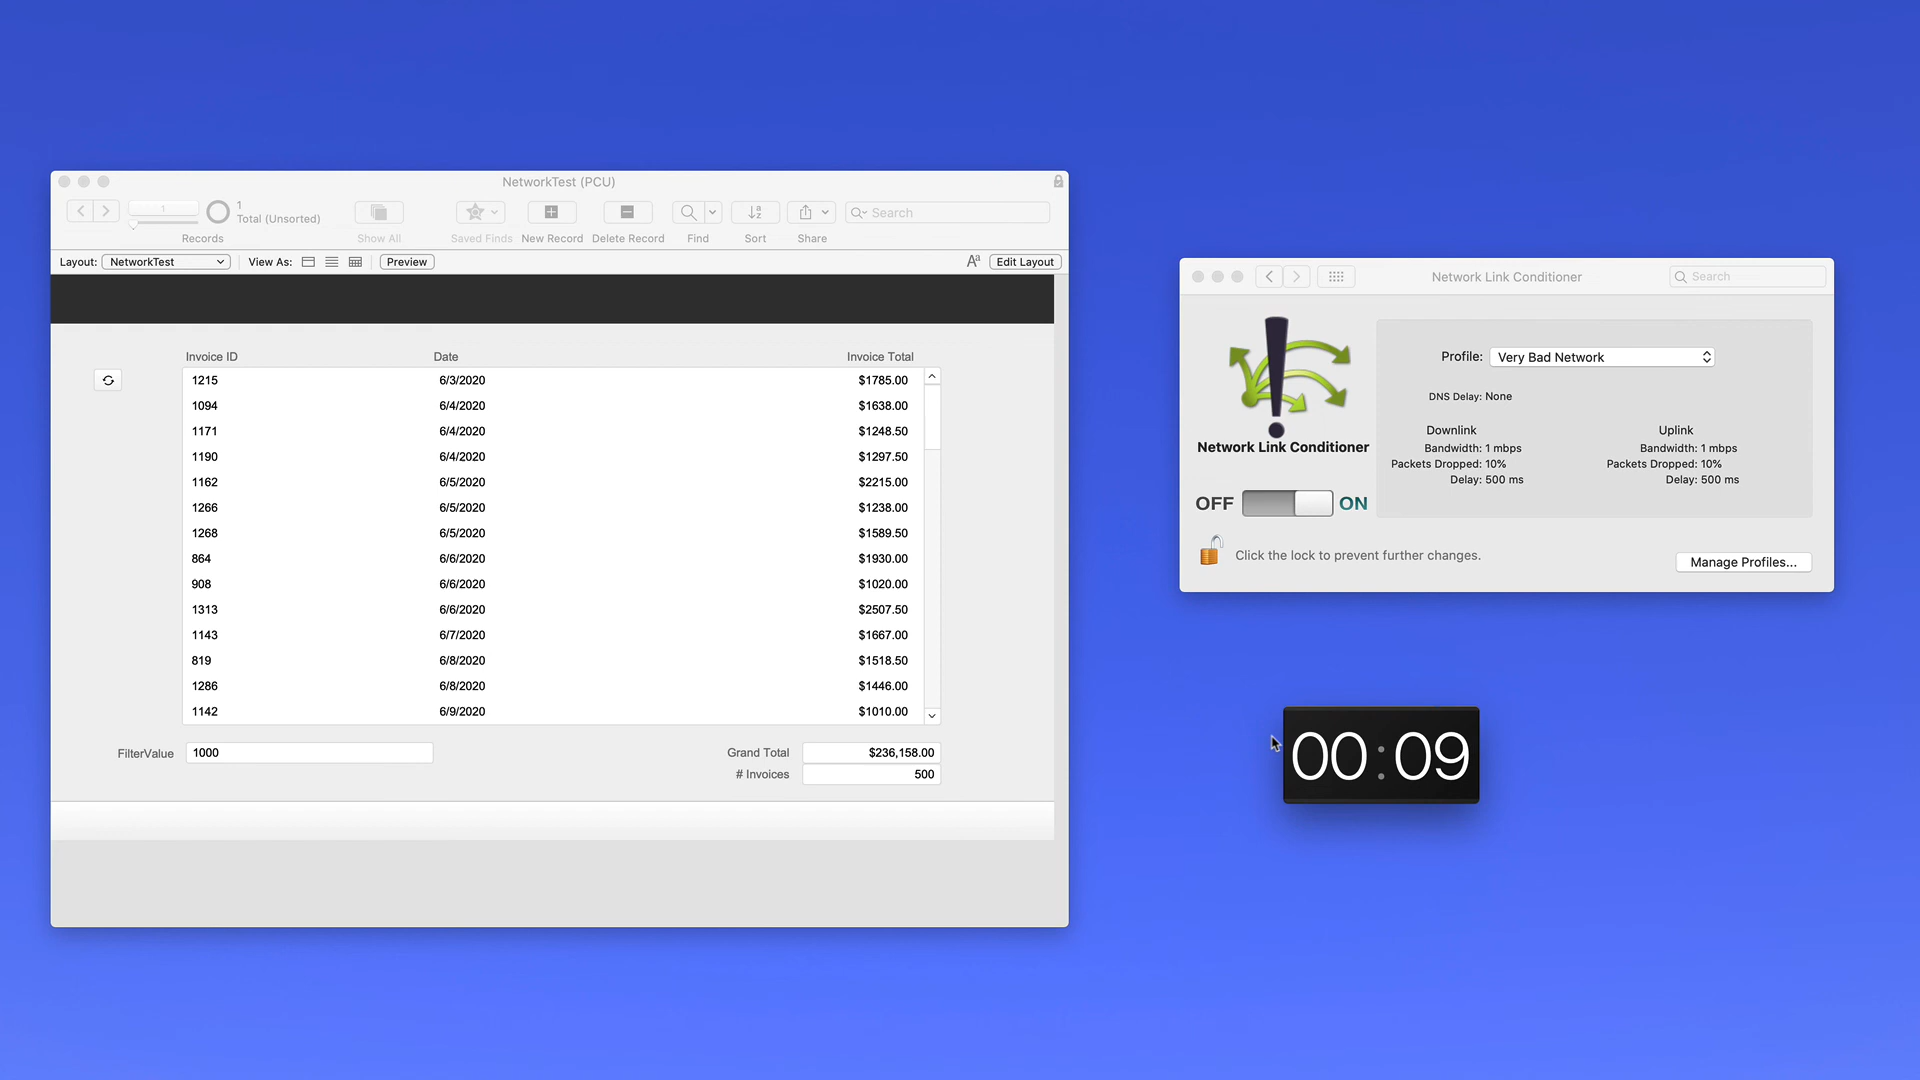 NetworkTest (PCU)
1
1
Total (Unsorted)
Records
Show All
Saved Finds
New Record
Delete Record
Find
Sort
Share
Search
Layout: NetworkTest
View As:
Preview
Aa
Edit Layout
Invoice ID Date Invoice Total
1215 6/3/2020 $1785.00
1094 6/4/2020 $1638.00
1171 6/4/2020 $1248.50
1190 6/4/2020 $1297.50
1162 6/5/2020 $2215.00
1266 6/5/2020 $1238.00
1268 6/5/2020 $1589.50
864 6/6/2020 $1930.00
908 6/6/2020 $1020.00
1313 6/6/2020 $2507.50
1143 6/7/2020 $1667.00
819 6/8/2020 $1518.50
1286 6/8/2020 $1446.00
1142 6/9/2020 $1010.00
FilterValue 1000
Grand Total $236,158.00
# Invoices 500
Network Link Conditioner
Search
Network Link Conditioner
OFF ON
Profile: Very Bad Network
DNS Delay: None
Downlink
Bandwidth: 1 mbps
Packets Dropped: 10%
Delay: 500 ms
Uplink
Bandwidth: 1 mbps
Packets Dropped: 10%
Delay: 500 ms
Click the lock to prevent further changes.
Manage Profiles...
00:09